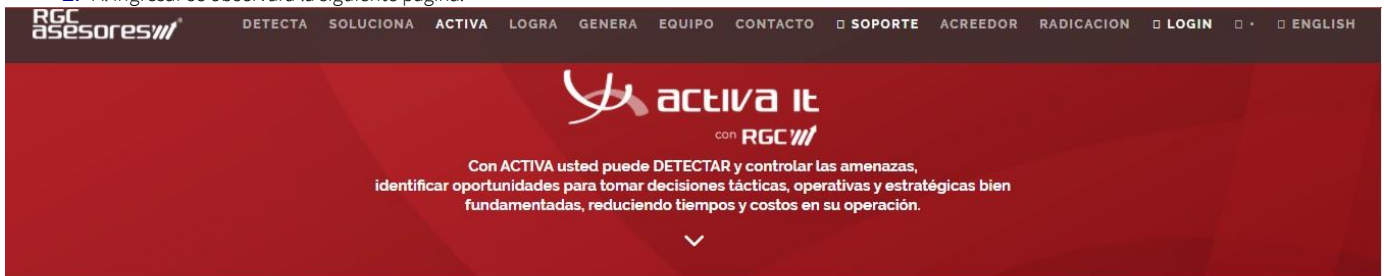 RGC
asesores
DETECTA SOLUCIONA ACTIVA LOGRA GENERA EQUIPO CONTACTO SOPORTE ACREEDOR RADICACION LOGIN ENGLISH
activa it
con RGC
Con ACTIVA usted puede DETECTAR y controlar las amenazas,
identificar oportunidades para tomar decisiones tácticas, operativas y estratégicas bien
fundamentadas, reduciendo tiempos y costos en su operación.